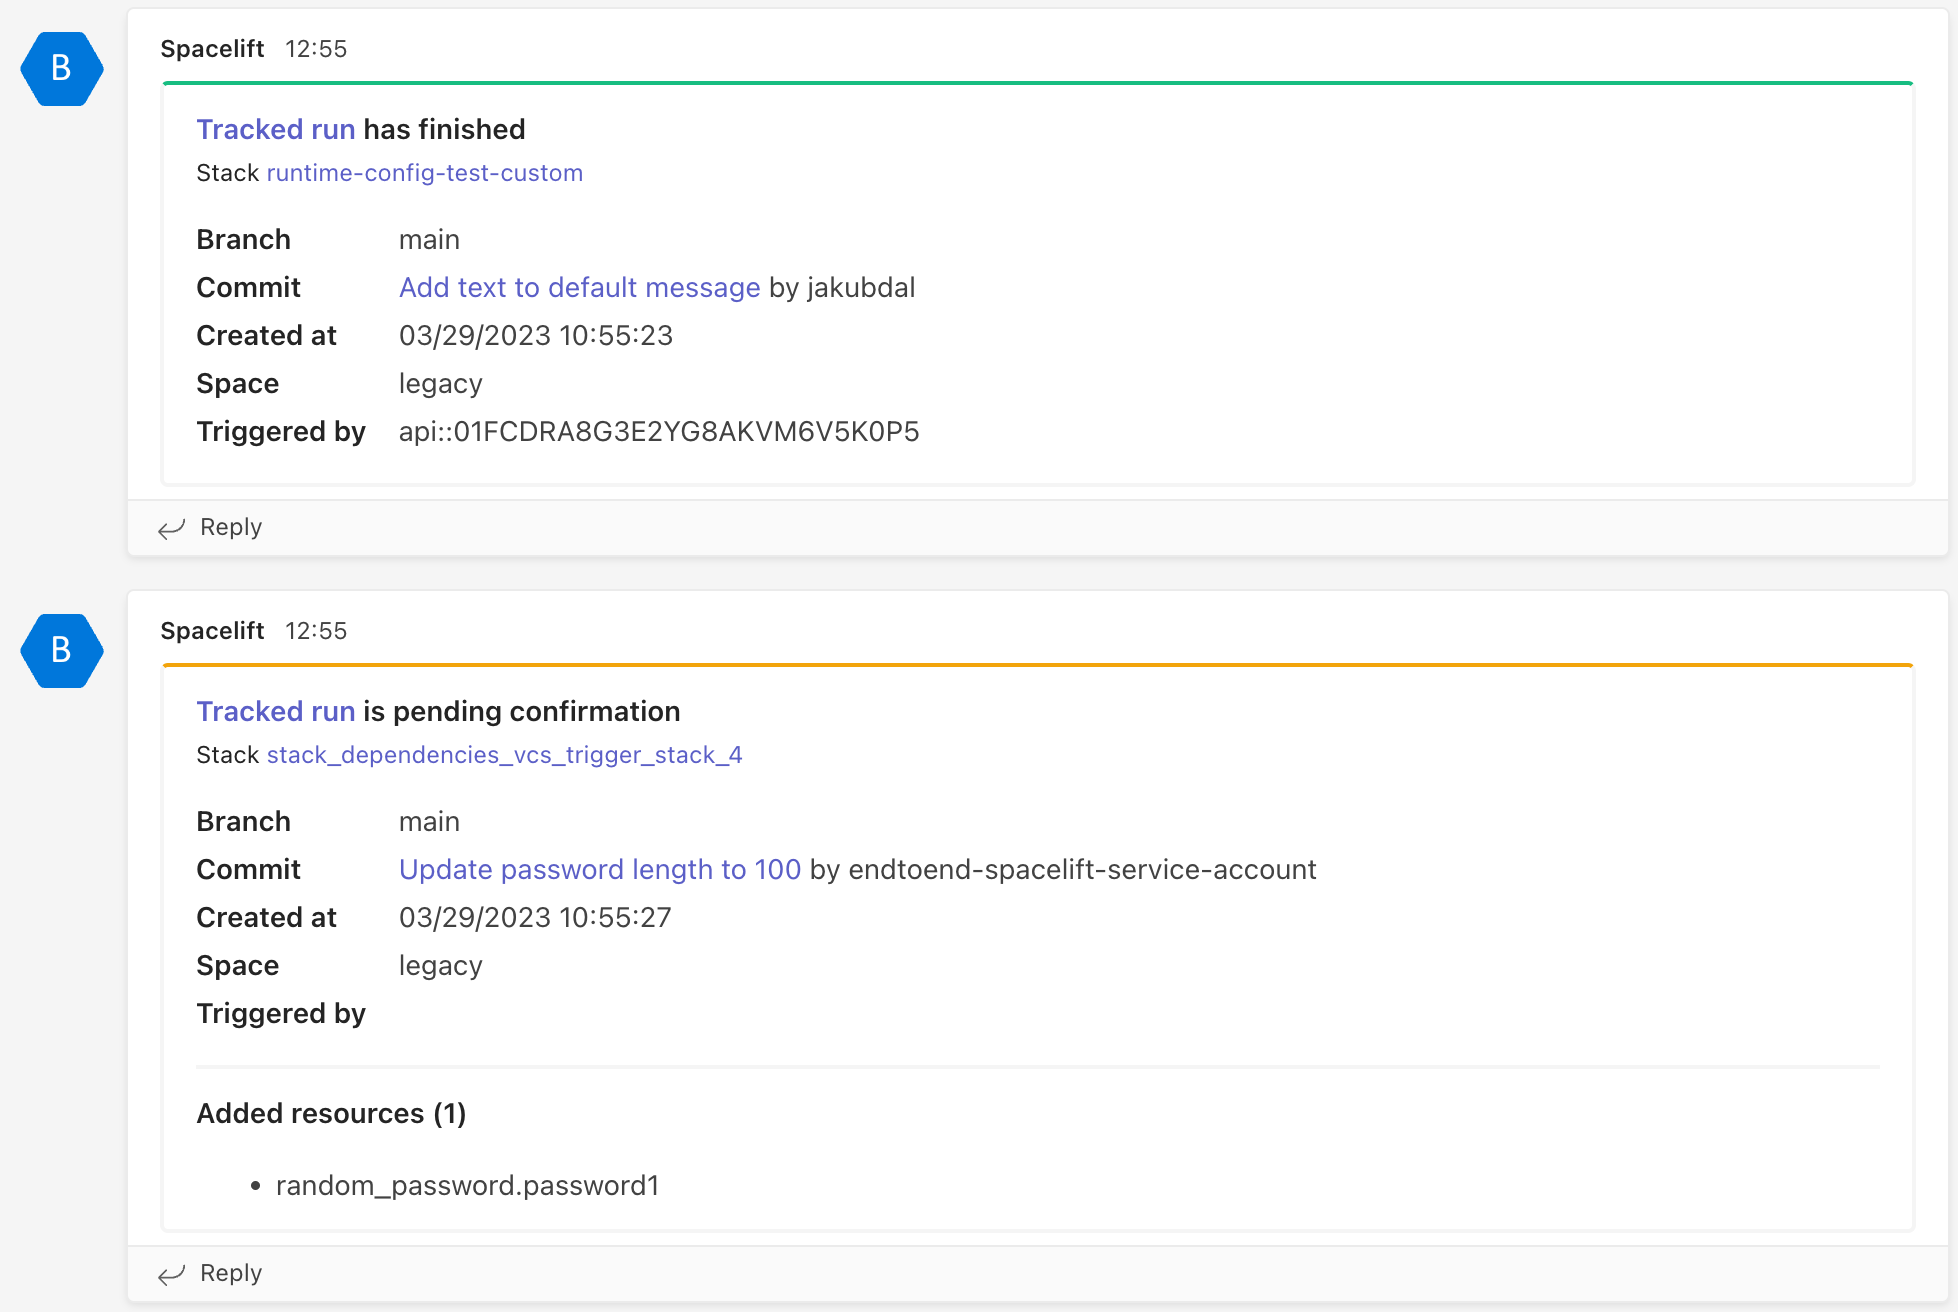 B
Spacelift 12:55
Tracked run has finished
Stack runtime-config-test-custom
Branch main
Commit Add text to default message by jakubdal
Created at 03/29/2023 10:55:23
Space legacy
Triggered by api::01FCDRA8G3E2YG8AKVM6V5K0P5
Reply
B
Spacelift 12:55
Tracked run is pending confirmation
Stack stack_dependencies_vcs_trigger_stack_4
Branch main
Commit Update password length to 100 by endtoend-spacelift-service-account
Created at 03/29/2023 10:55:27
Space legacy
Triggered by
Added resources (1)
• random_password.password1
Reply